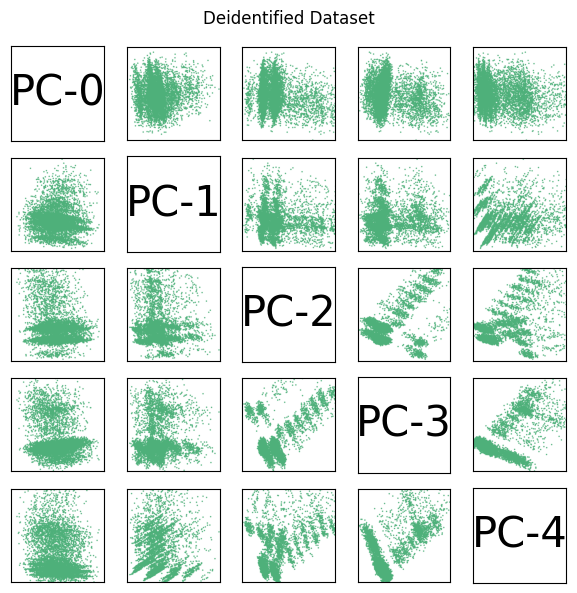 Deidentified Dataset
PC-0
PC-1
PC-2
PC-3
PC-4